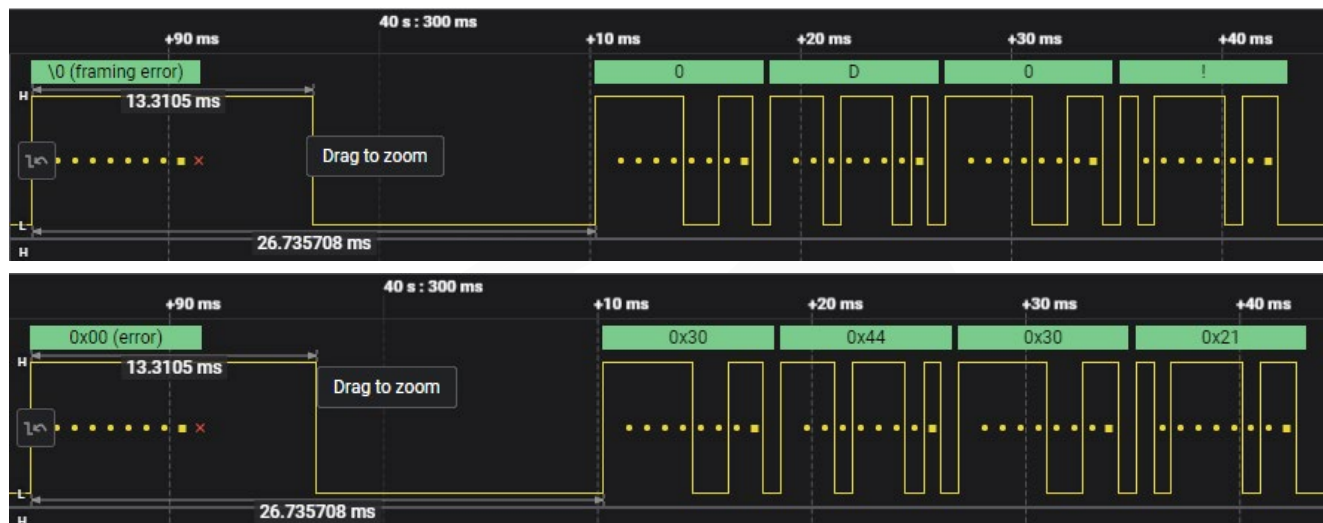 40 s : 300 ms
+90 ms +10 ms +20 ms +30 ms +40 ms
\0 (framing error) 0 D 0 !
H
13.3105 ms
Drag to zoom
L
26.735708 ms
H
40 s : 300 ms
+90 ms +10 ms +20 ms +30 ms +40 ms
0x00 (error) 0x30 0x44 0x30 0x21
H
13.3105 ms
Drag to zoom
L
26.735708 ms
H